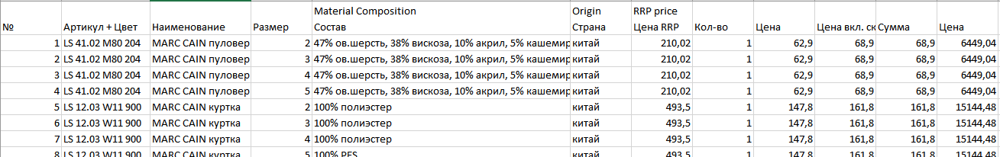 Material Composition Origin RRP price
№ Артикул + Цвет Наименование Размер Состав Страна Цена RRP Кол-во Цена Цена вкл. ск Сумма Цена
1 LS 41.02 M80 204 MARC CAIN пуловер 2 47% ов.шерсть, 38% вискоза, 10% акрил, 5% кашемир китай 210,02 1 62,9 68,9 68,9 6449,04
2 LS 41.02 M80 204 MARC CAIN пуловер 3 47% ов.шерсть, 38% вискоза, 10% акрил, 5% кашемир китай 210,02 1 62,9 68,9 68,9 6449,04
3 LS 41.02 M80 204 MARC CAIN пуловер 4 47% ов.шерсть, 38% вискоза, 10% акрил, 5% кашемир китай 210,02 1 62,9 68,9 68,9 6449,04
4 LS 41.02 M80 204 MARC CAIN пуловер 5 47% ов.шерсть, 38% вискоза, 10% акрил, 5% кашемир китай 210,02 1 62,9 68,9 68,9 6449,04
5 LS 12.03 W11 900 MARC CAIN куртка 2 100% полиэстер китай 493,5 1 147,8 161,8 161,8 15144,48
6 LS 12.03 W11 900 MARC CAIN куртка 3 100% полиэстер китай 493,5 1 147,8 161,8 161,8 15144,48
7 LS 12.03 W11 900 MARC CAIN куртка 4 100% полиэстер китай 493,5 1 147,8 161,8 161,8 15144,48
8 LS 12.03 W11 900 MARC CAIN куртка 5 100% PES китай 493,5 1 147,8 161,8 161,8 15144,48